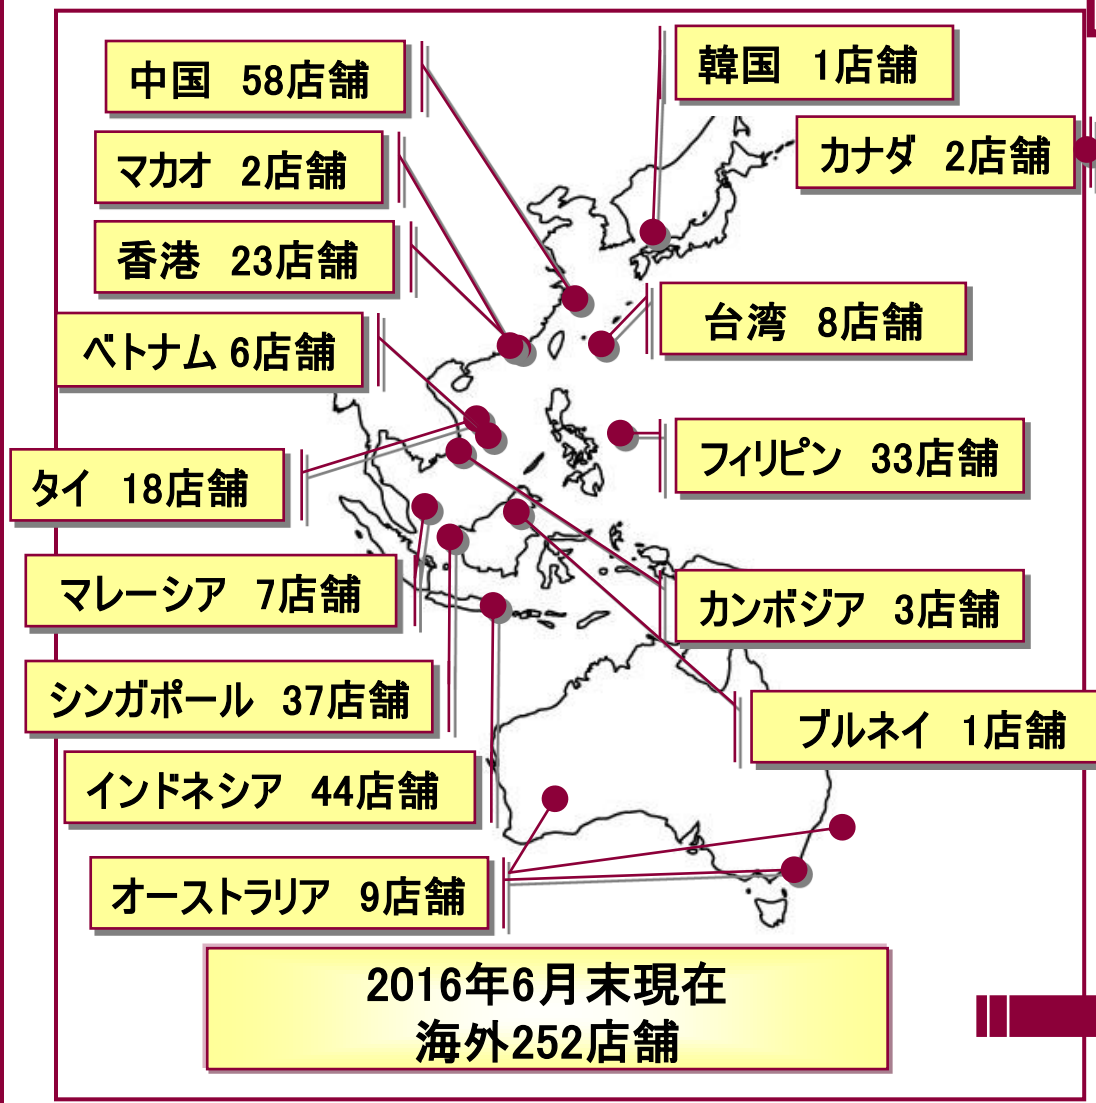 中国 58店舗
韓国 1店舗
マカオ 2店舗
カナダ 2店舗
香港 23店舗
台湾 8店舗
ベトナム 6店舗
フィリピン 33店舗
タイ 18店舗
マレーシア 7店舗
カンボジア 3店舗
シンガポール 37店舗
ブルネイ 1店舗
インドネシア 44店舗
オーストラリア 9店舗
2016年6月末現在
海外252店舗